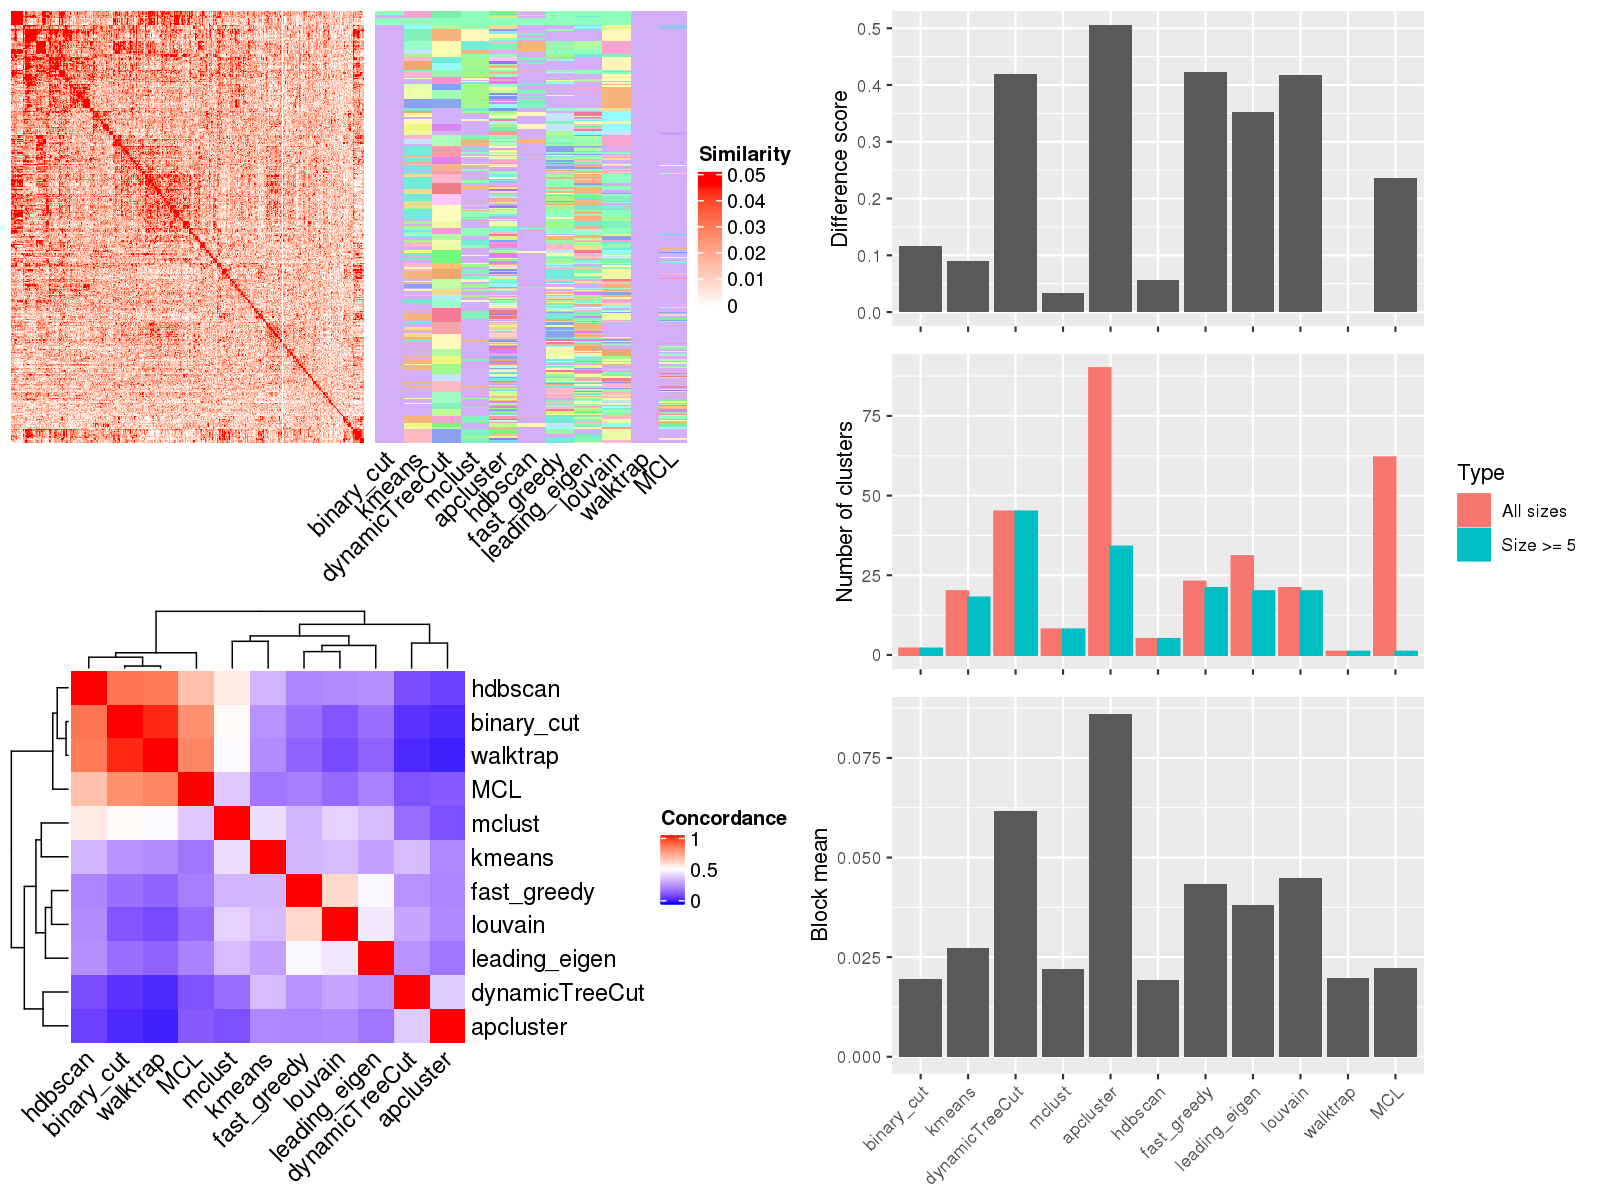 Similarity
0.05
0.04
0.03
0.02
0.01
0
binary_cut
kmeans
dynamicTreeCut
mclust
apcluster
hdbscan
fast_greedy
leading_eigen
louvain
walktrap
MCL
hdbscan
binary_cut
walktrap
MCL
mclust
kmeans
fast_greedy
louvain
leading_eigen
dynamicTreeCut
apcluster
hdbscan
binary_cut
walktrap
MCL
mclust
kmeans
fast_greedy
louvain
leading_eigen
dynamicTreeCut
apcluster
Concordance
1
0.5
0
Difference score
0.5
0.4
0.3
0.2
0.1
0.0
Number of clusters
75
50
25
0
Type
All sizes
Size >= 5
Block mean
0.075
0.050
0.025
0.000
binary_cut
kmeans
dynamicTreeCut
mclust
apcluster
hdbscan
fast_greedy
leading_eigen
louvain
walktrap
MCL